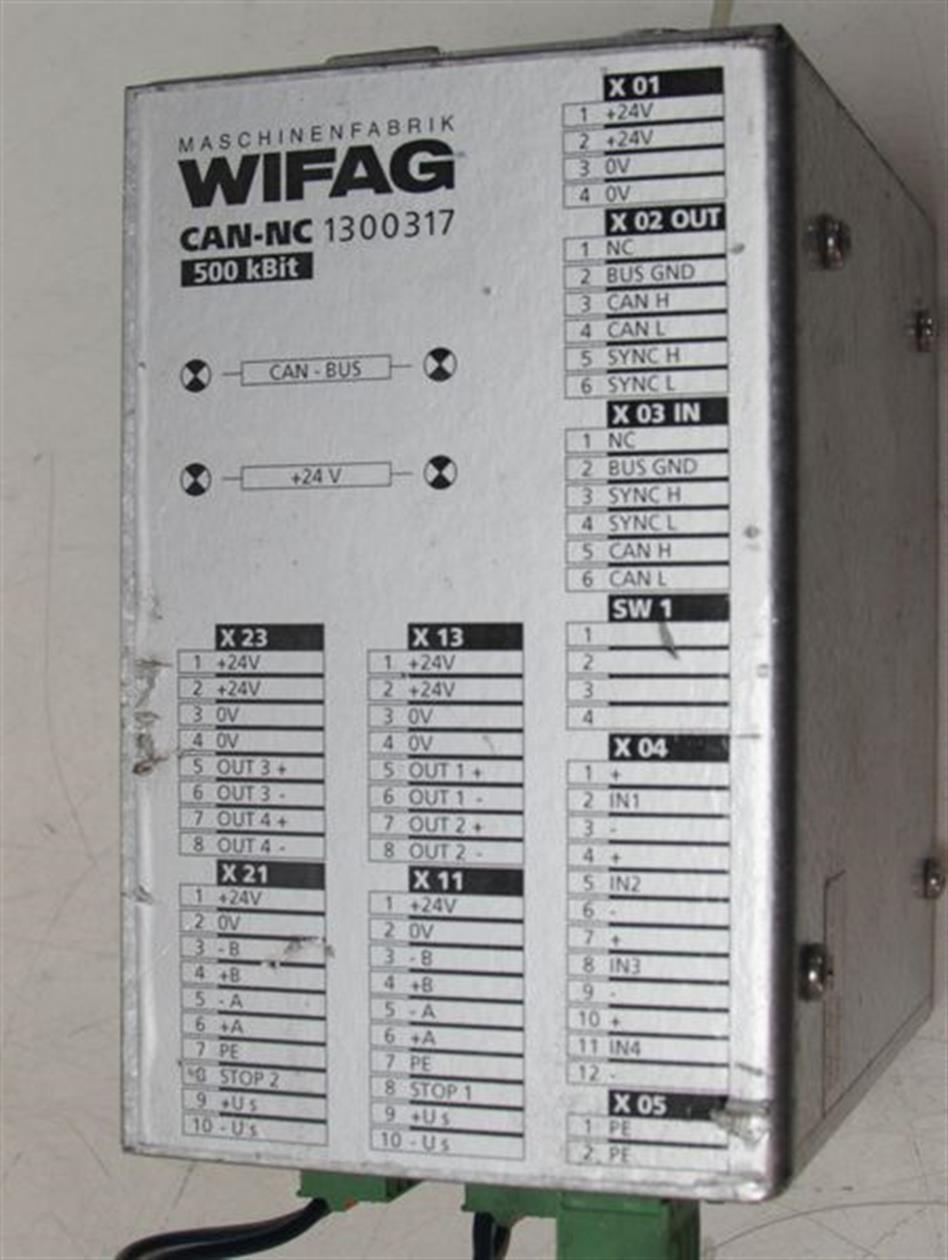 MASCHINENFABRIK
WIFAG
CAN-NC 1300317
500 kBit
CAN - BUS
+24 V
X 01
1 +24V
2 +24V
3 0V
4 0V
X 02 OUT
1 NC
2 BUS GND
3 CAN H
4 CAN L
5 SYNC H
6 SYNC L
X 03 IN
1 NC
2 BUS GND
3 SYNC H
4 SYNC L
5 CAN H
6 CAN L
SW 1
1
2
3
4
X 04
1 +
2 IN1
3 -
4 +
5 IN2
6 -
7 +
8 IN3
9 -
10 +
11 IN4
12 -
X 05
1 PE
2 PE
X 23
1 +24V
2 +24V
3 0V
4 0V
5 OUT 3 +
6 OUT 3 -
7 OUT 4 +
8 OUT 4 -
X 21
1 +24V
2 0V
3 - B
4 +B
5 - A
6 +A
7 PE
8 STOP 2
9 +U s
10 - U s
X 13
1 +24V
2 +24V
3 0V
4 0V
5 OUT 1 +
6 OUT 1 -
7 OUT 2 +
8 OUT 2 -
X 11
1 +24V
2 0V
3 - B
4 +B
5 - A
6 +A
7 PE
8 STOP 1
9 +U s
10 - U s